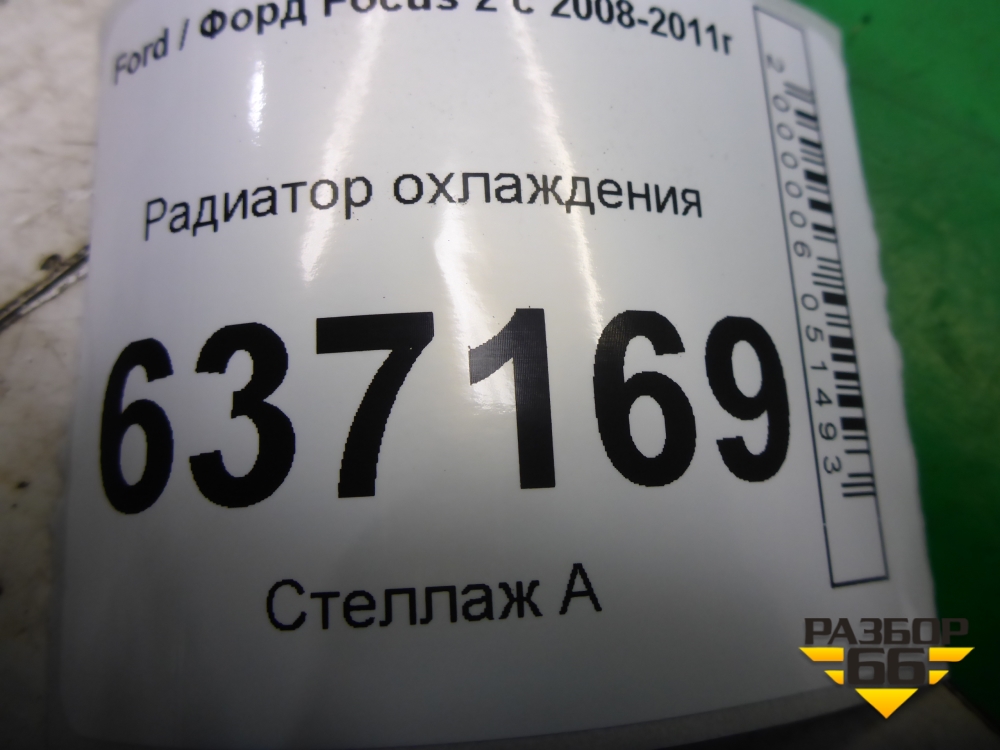 Ford / Форд Focus 2 с 2008-2011г
Радиатор охлаждения
637169
Стеллаж А
2000006051493
РАЗБОР
66